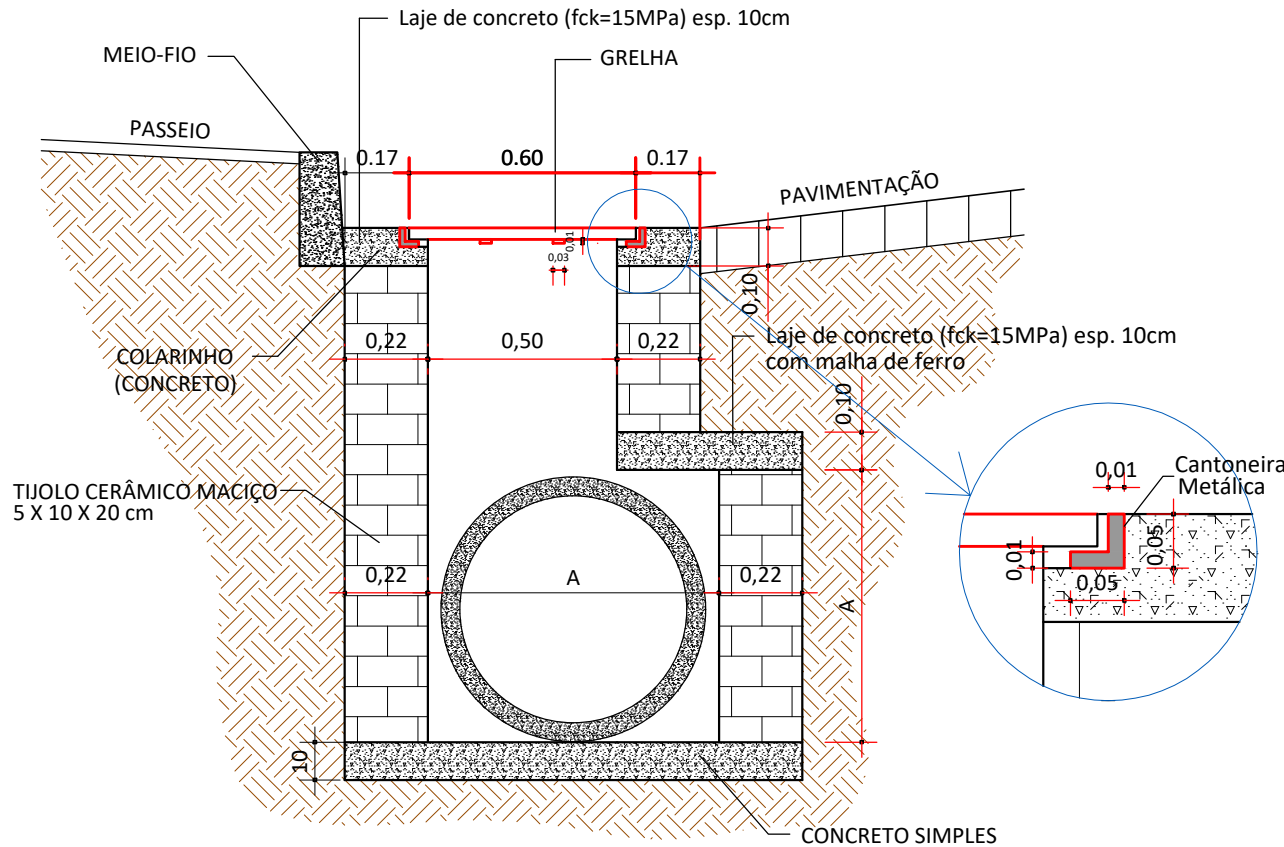 Laje de concreto (fck=15MPa) esp. 10cm
MEIO-FIO
GRELHA
PASSEIO
0.17
0.60
0.17
PAVIMENTAÇÃO
0,01
0,03
0,10
COLARINHO
(CONCRETO)
0,22
0,50
0,22
Laje de concreto (fck=15MPa) esp. 10cm
com malha de ferro
0,10
TIJOLO CERÂMICO MACIÇO
5 X 10 X 20 cm
0,22
A
0,22
A
0,01
Cantoneira
Metálica
0,01
0,05
0,05
10
CONCRETO SIMPLES